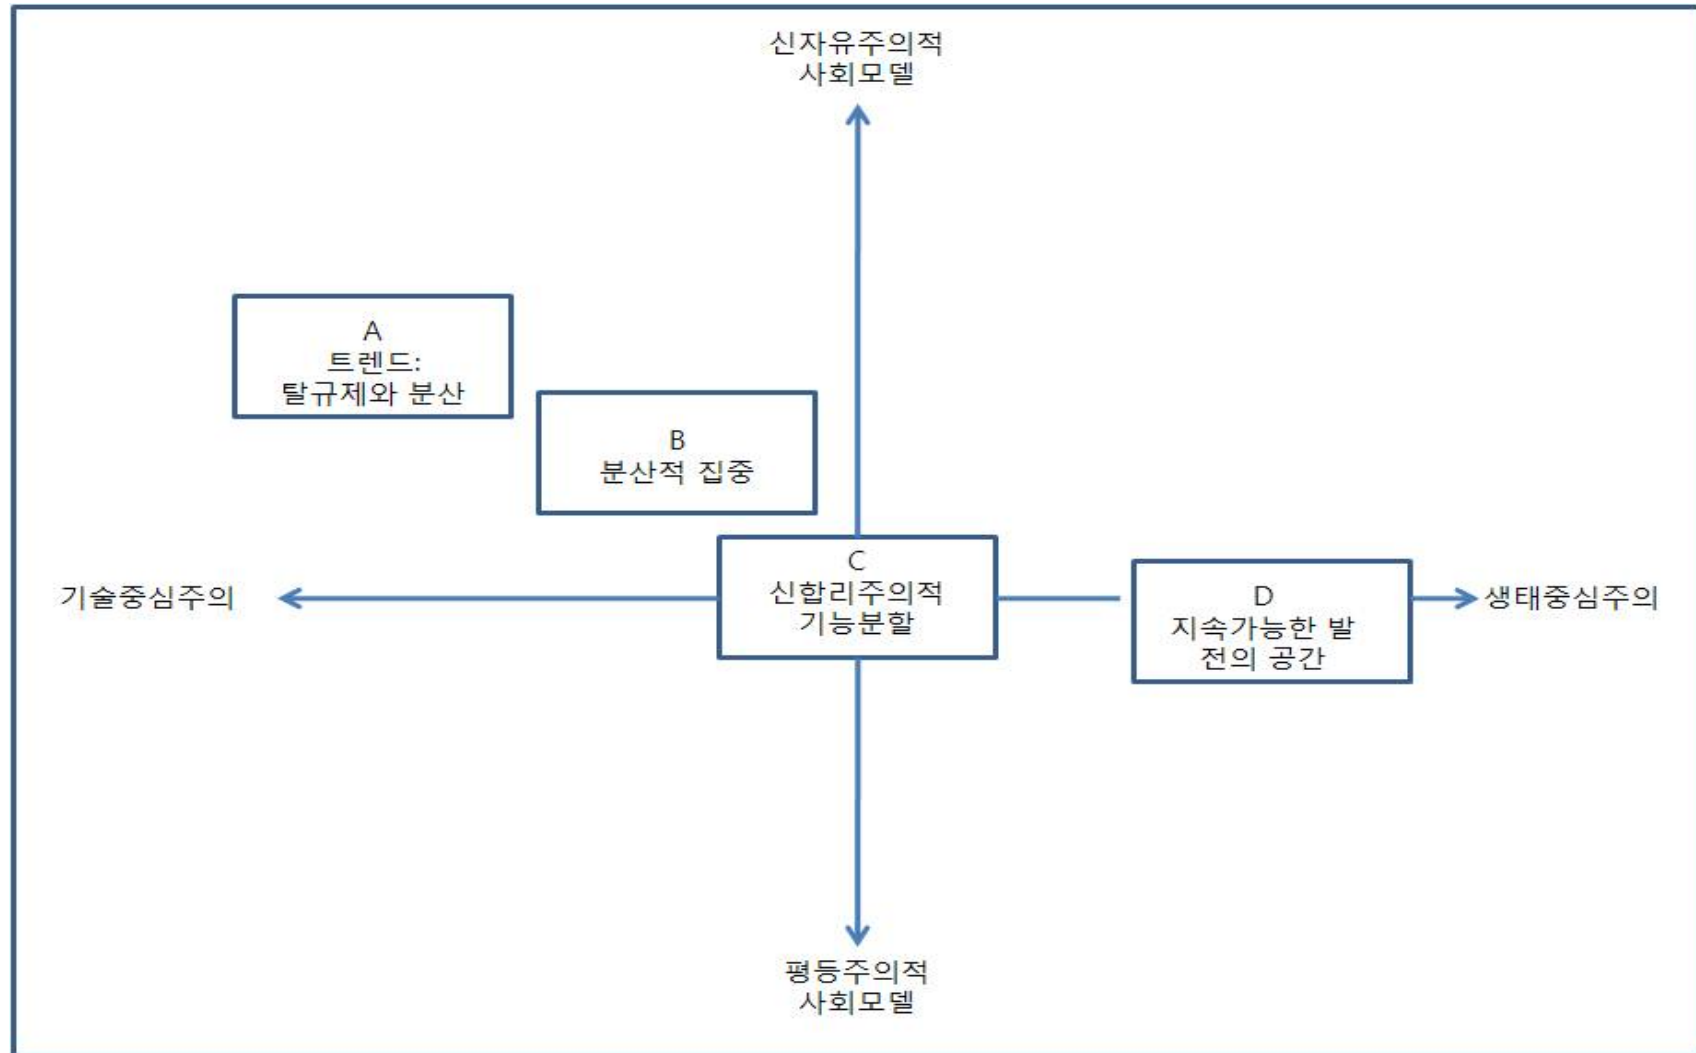 신자유주의적
사회모델
A
트렌드:
탈규제와 분산
B
분산적 집중
기술중심주의
C
신합리주의적
기능분할
D
지속가능한 발
전의 공간
생태중심주의
평등주의적
사회모델